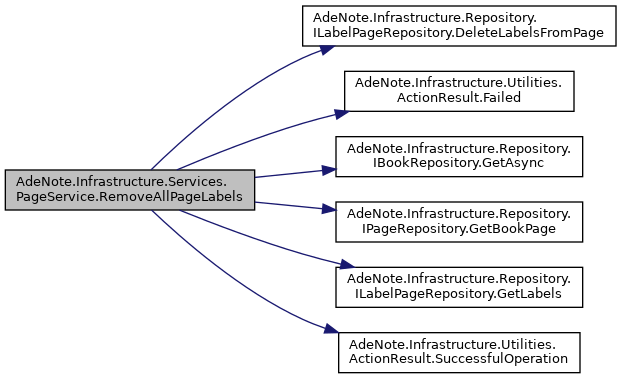 AdeNote.Infrastructure.Repository.
ILabelPageRepository.DeleteLabelsFromPage
AdeNote.Infrastructure.Utilities.
ActionResult.Failed
AdeNote.Infrastructure.Repository.
IBookRepository.GetAsync
AdeNote.Infrastructure.Services.
PageService.RemoveAllPageLabels
AdeNote.Infrastructure.Repository.
IPageRepository.GetBookPage
AdeNote.Infrastructure.Repository.
ILabelPageRepository.GetLabels
AdeNote.Infrastructure.Utilities.
ActionResult.SuccessfulOperation